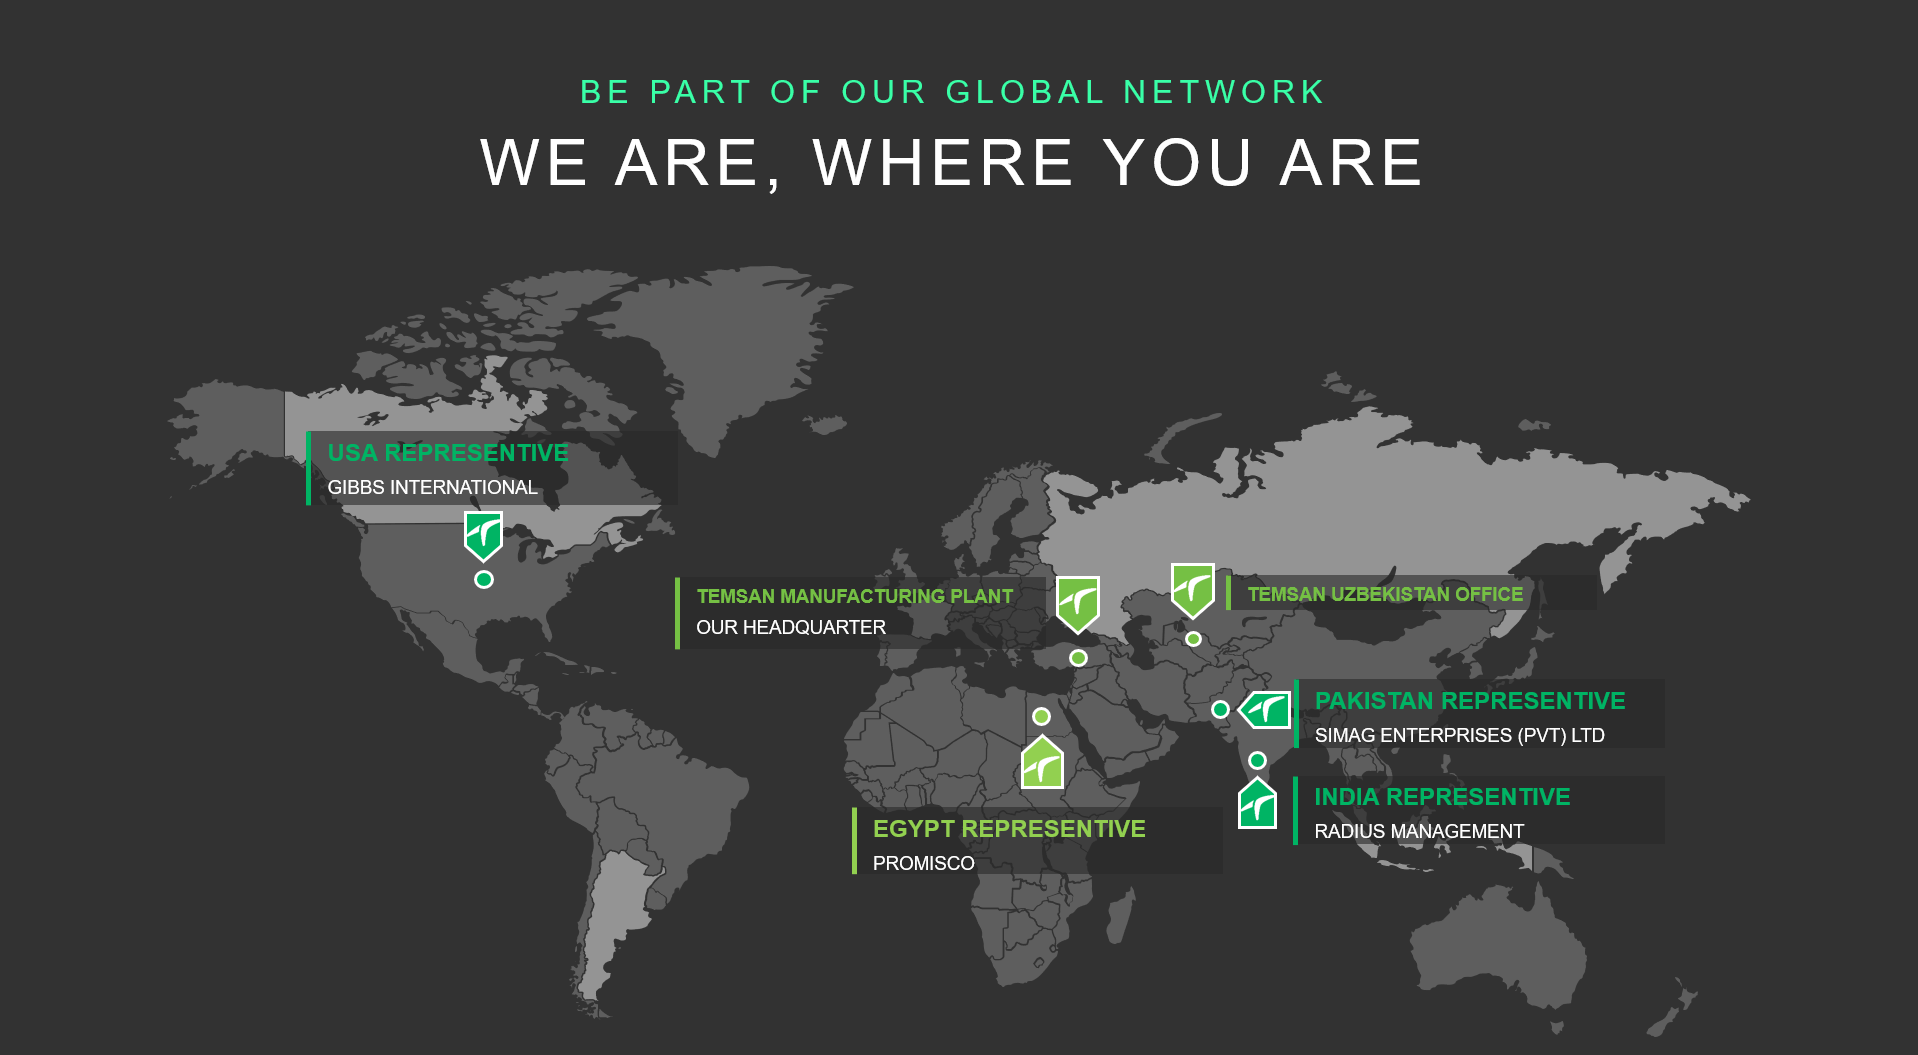 BE PART OF OUR GLOBAL NETWORK
WE ARE, WHERE YOU ARE
USA REPRESENTIVE
GIBBS INTERNATIONAL
TEMSAN MANUFACTURING PLANT
OUR HEADQUARTER
TEMSAN UZBEKISTAN OFFICE
PAKISTAN REPRESENTIVE
SIMAG ENTERPRISES (PVT) LTD
INDIA REPRESENTIVE
RADIUS MANAGEMENT
EGYPT REPRESENTIVE
PROMISCO